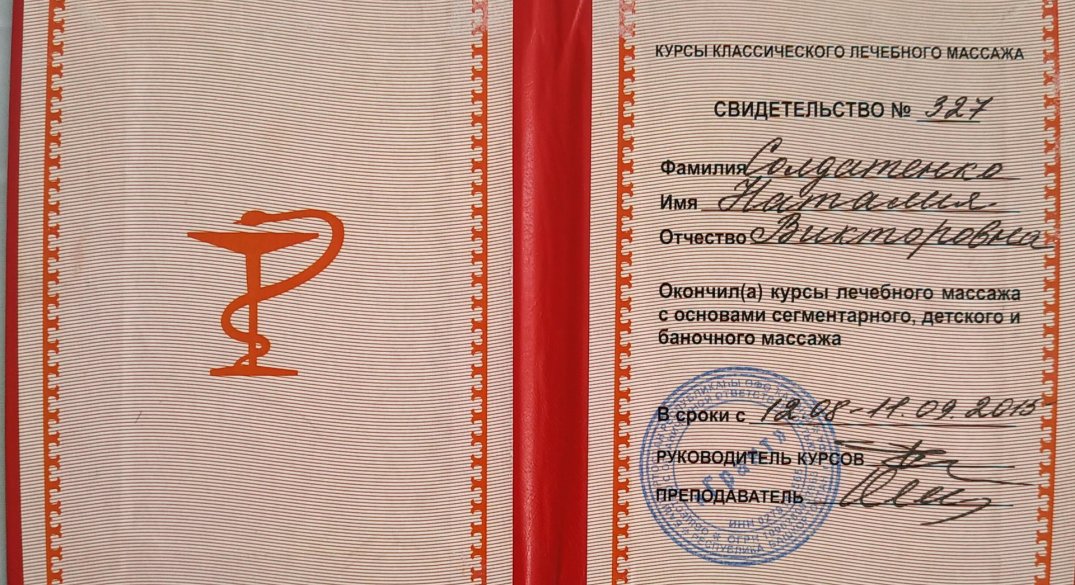 КУРСЫ КЛАССИЧЕСКОГО ЛЕЧЕБНОГО МАССАЖА
СВИДЕТЕЛЬСТВО № 327
Фамилия Солдатенко
Имя Наталия
Отчество Викторовна
Окончил(а) курсы лечебного массажа
с основами сегментарного, детского и
баночного массажа
В сроки с 12.08-11.09.2015
РУКОВОДИТЕЛЬ КУРСОВ
ПРЕПОДАВАТЕЛЬ